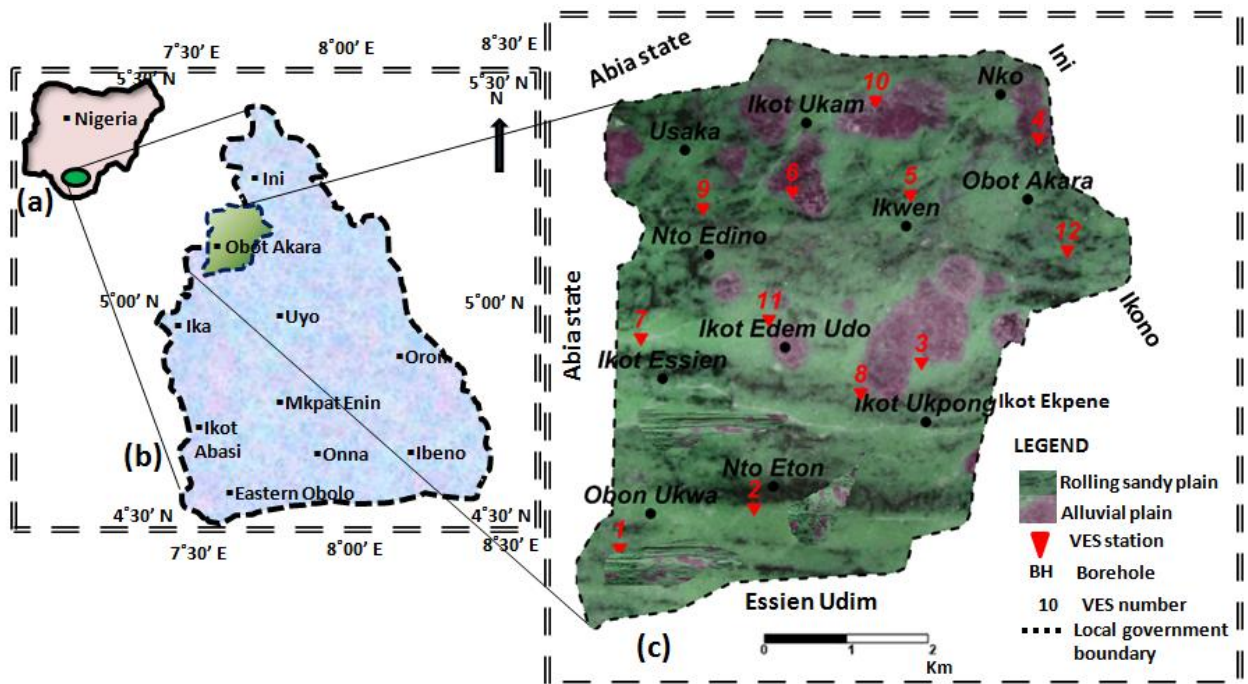 7˚30' E
8˚00' E
8˚30' E
5˚30' N
5˚30' N
N
Nigeria
(a)
Ini
Obot Akara
5˚00' N
5˚00' N
Ika
Uyo
Oron
Mkpat Enin
Ikot
Abasi
Onna
Ibeno
(b)
Eastern Obolo
4˚30' N
4˚30' N
7˚30' E
8˚00' E
8˚30' E
Abia state
Ini
Nko
10
Ikot Ukam
4
Usaka
6
5
Obot Akara
9
Ikwen
12
Nto Edino
Abia state
Ikono
11
7
Ikot Edem Udo
3
Ikot Essien
8
Ikot Ukpong
Ikot Ekpene
Nto Eton
2
Obon Ukwa
1
Essien Udim
(c)
0 1 2
Km
LEGEND
Rolling sandy plain
Alluvial plain
VES station
BH Borehole
10 VES number
Local government
boundary